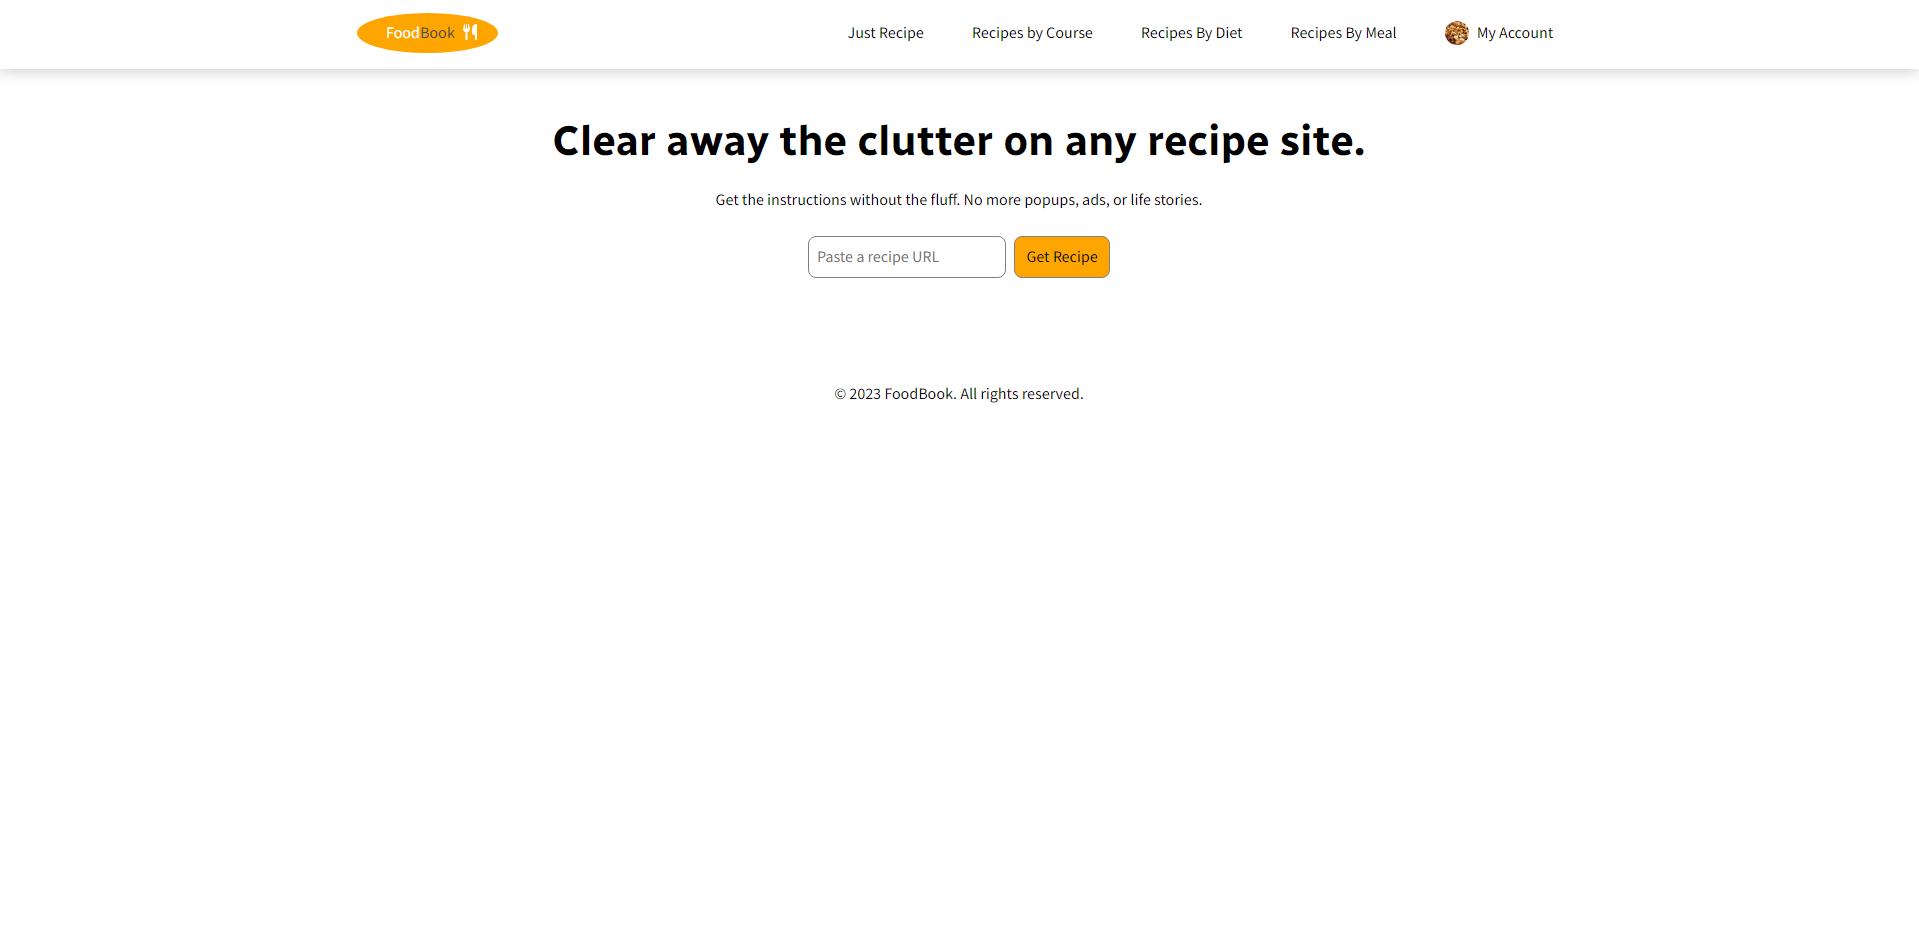 FoodBook
Just Recipe
Recipes by Course
Recipes By Diet
Recipes By Meal
My Account
Clear away the clutter on any recipe site.
Get the instructions without the fluff. No more popups, ads, or life stories.
Paste a recipe URL
Get Recipe
© 2023 FoodBook. All rights reserved.